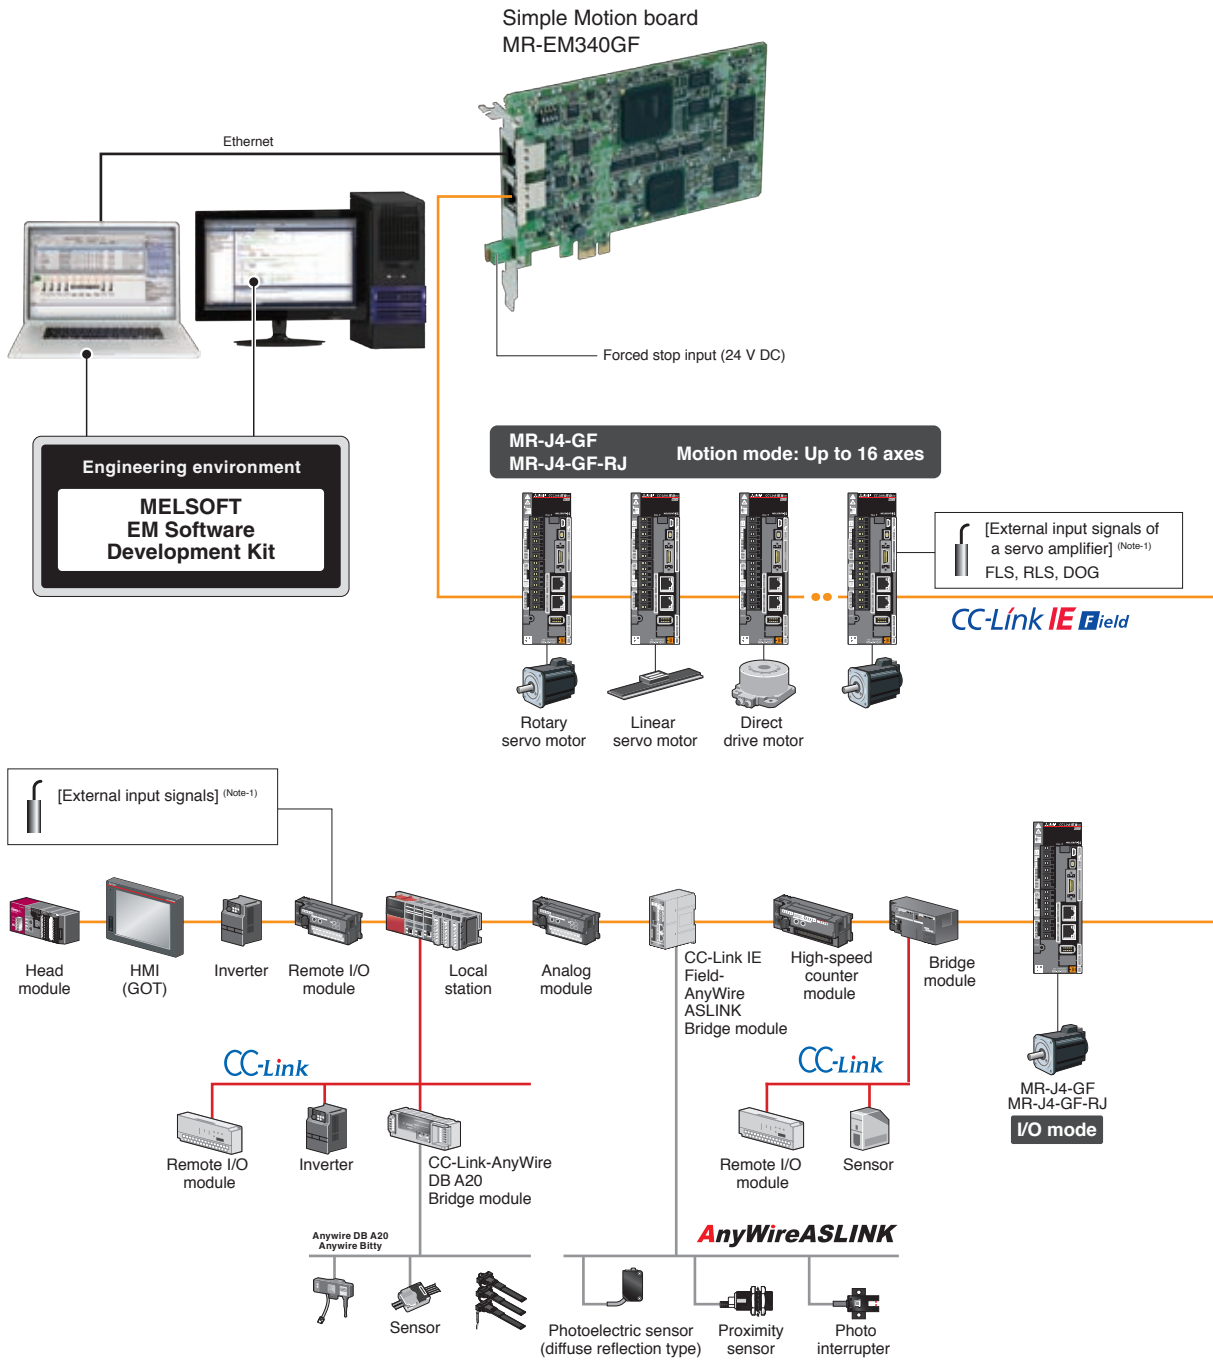 Simple Motion board
MR-EM340GF
Ethernet
Forced stop input (24 V DC)
Engineering environment
MELSOFT
EM Software
Development Kit
MR-J4-GF
MR-J4-GF-RJ
Motion mode: Up to 16 axes
[External input signals of
a servo amplifier] (Note-1)
FLS, RLS, DOG
CC-Link IE Field
Rotary
servo motor
Linear
servo motor
Direct
drive motor
[External input signals] (Note-1)
Head
module
HMI
(GOT)
Inverter
Remote I/O
module
Local
station
Analog
module
CC-Link IE
Field-
AnyWire
ASLINK
Bridge module
High-speed
counter
module
Bridge
module
MR-J4-GF
MR-J4-GF-RJ
I/O mode
CC-Link
Remote I/O
module
Inverter
CC-Link-AnyWire
DB A20
Bridge module
CC-Link
Remote I/O
module
Sensor
Anywire DB A20
Anywire Bitty
Sensor
AnyWireASLINK
Photoelectric sensor
(diffuse reflection type)
Proximity
sensor
Photo
interrupter